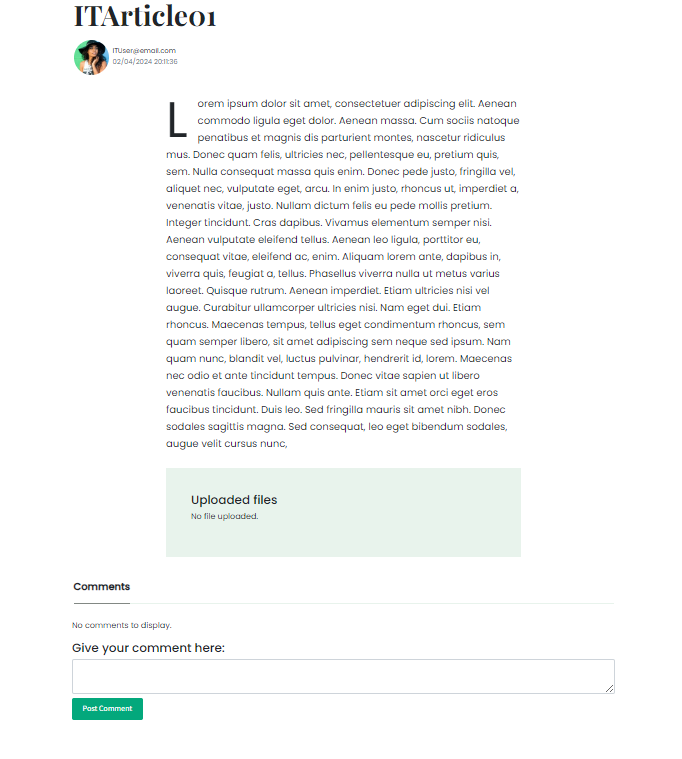 ITArticle01
ITUser@email.com
02/04/2024 20:11:36
Lorem ipsum dolor sit amet, consectetuer adipiscing elit. Aenean
commodo ligula eget dolor. Aenean massa. Cum sociis natoque
penatibus et magnis dis parturient montes, nascetur ridiculus
mus. Donec quam felis, ultricies nec, pellentesque eu, pretium quis,
sem. Nulla consequat massa quis enim. Donec pede justo, fringilla vel,
aliquet nec, vulputate eget, arcu. In enim justo, rhoncus ut, imperdiet a,
venenatis vitae, justo. Nullam dictum felis eu pede mollis pretium.
Integer tincidunt. Cras dapibus. Vivamus elementum semper nisi.
Aenean vulputate eleifend tellus. Aenean leo ligula, porttitor eu,
consequat vitae, eleifend ac, enim. Aliquam lorem ante, dapibus in,
viverra quis, feugiat a, tellus. Phasellus viverra nulla ut metus varius
laoreet. Quisque rutrum. Aenean imperdiet. Etiam ultricies nisi vel
augue. Curabitur ullamcorper ultricies nisi. Nam eget dui. Etiam
rhoncus. Maecenas tempus, tellus eget condimentum rhoncus, sem
quam semper libero, sit amet adipiscing sem neque sed ipsum. Nam
quam nunc, blandit vel, luctus pulvinar, hendrerit id, lorem. Maecenas
nec odio et ante tincidunt tempus. Donec vitae sapien ut libero
venenatis faucibus. Nullam quis ante. Etiam sit amet orci eget eros
faucibus tincidunt. Duis leo. Sed fringilla mauris sit amet nibh. Donec
sodales sagittis magna. Sed consequat, leo eget bibendum sodales,
augue velit cursus nunc,
Uploaded files
No file uploaded.
Comments
No comments to display.
Give your comment here:
Post Comment